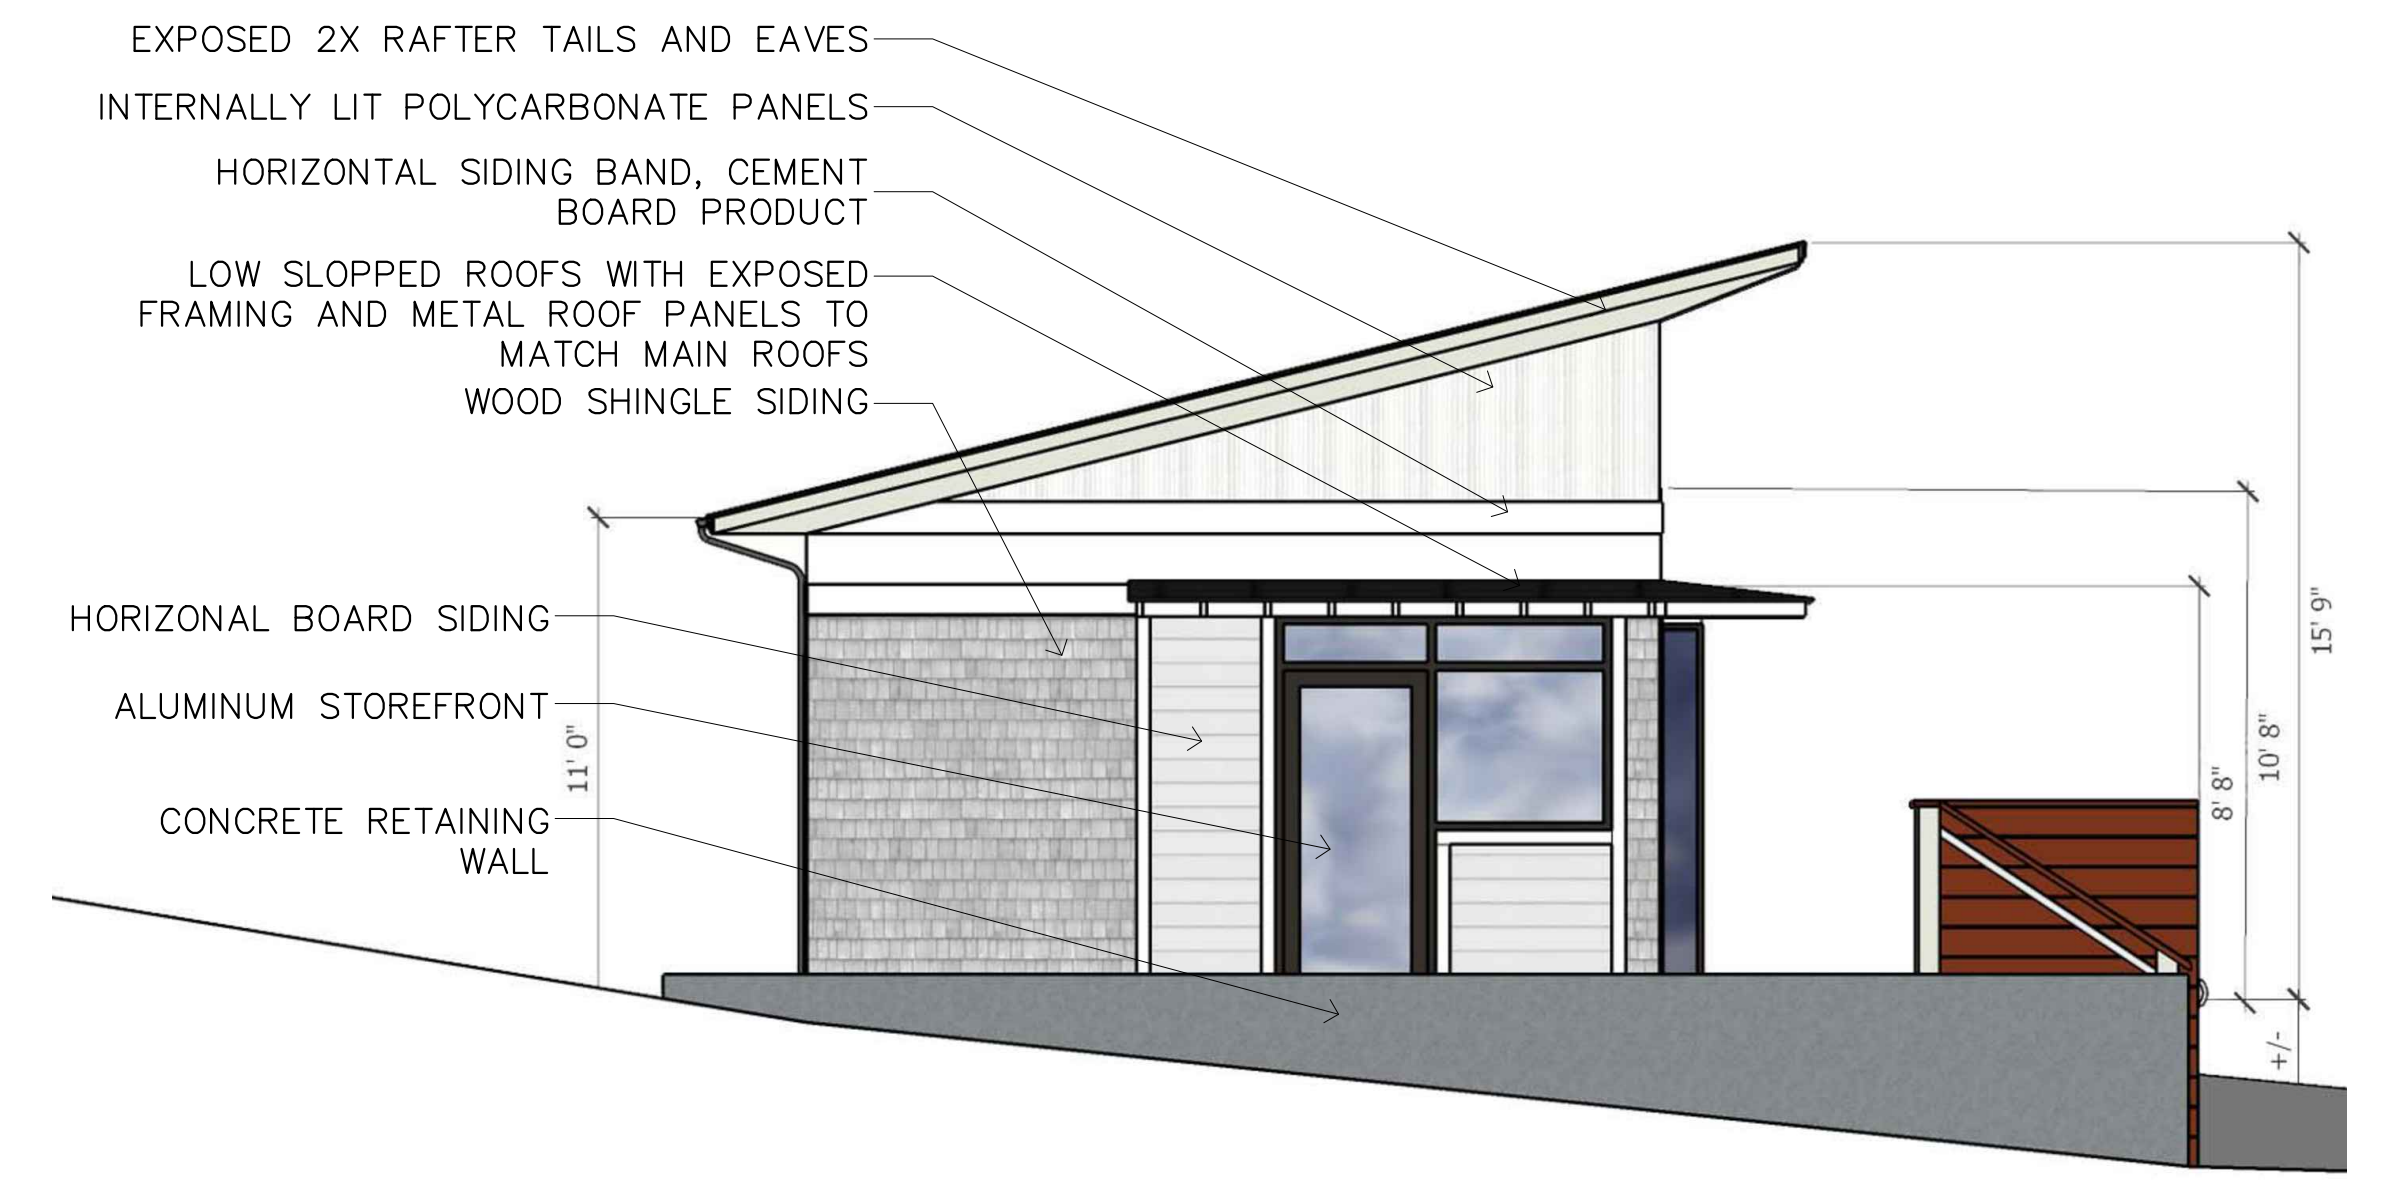 EXPOSED 2X RAFTER TAILS AND EAVES
INTERNALLY LIT POLYCARBONATE PANELS
HORIZONTAL SIDING BAND, CEMENT
BOARD PRODUCT
LOW SLOPPED ROOFS WITH EXPOSED
FRAMING AND METAL ROOF PANELS TO
MATCH MAIN ROOFS
WOOD SHINGLE SIDING
HORIZONAL BOARD SIDING
ALUMINUM STOREFRONT
CONCRETE RETAINING
WALL
11' 0"
8' 8"
10' 8"
15' 9"
+/-